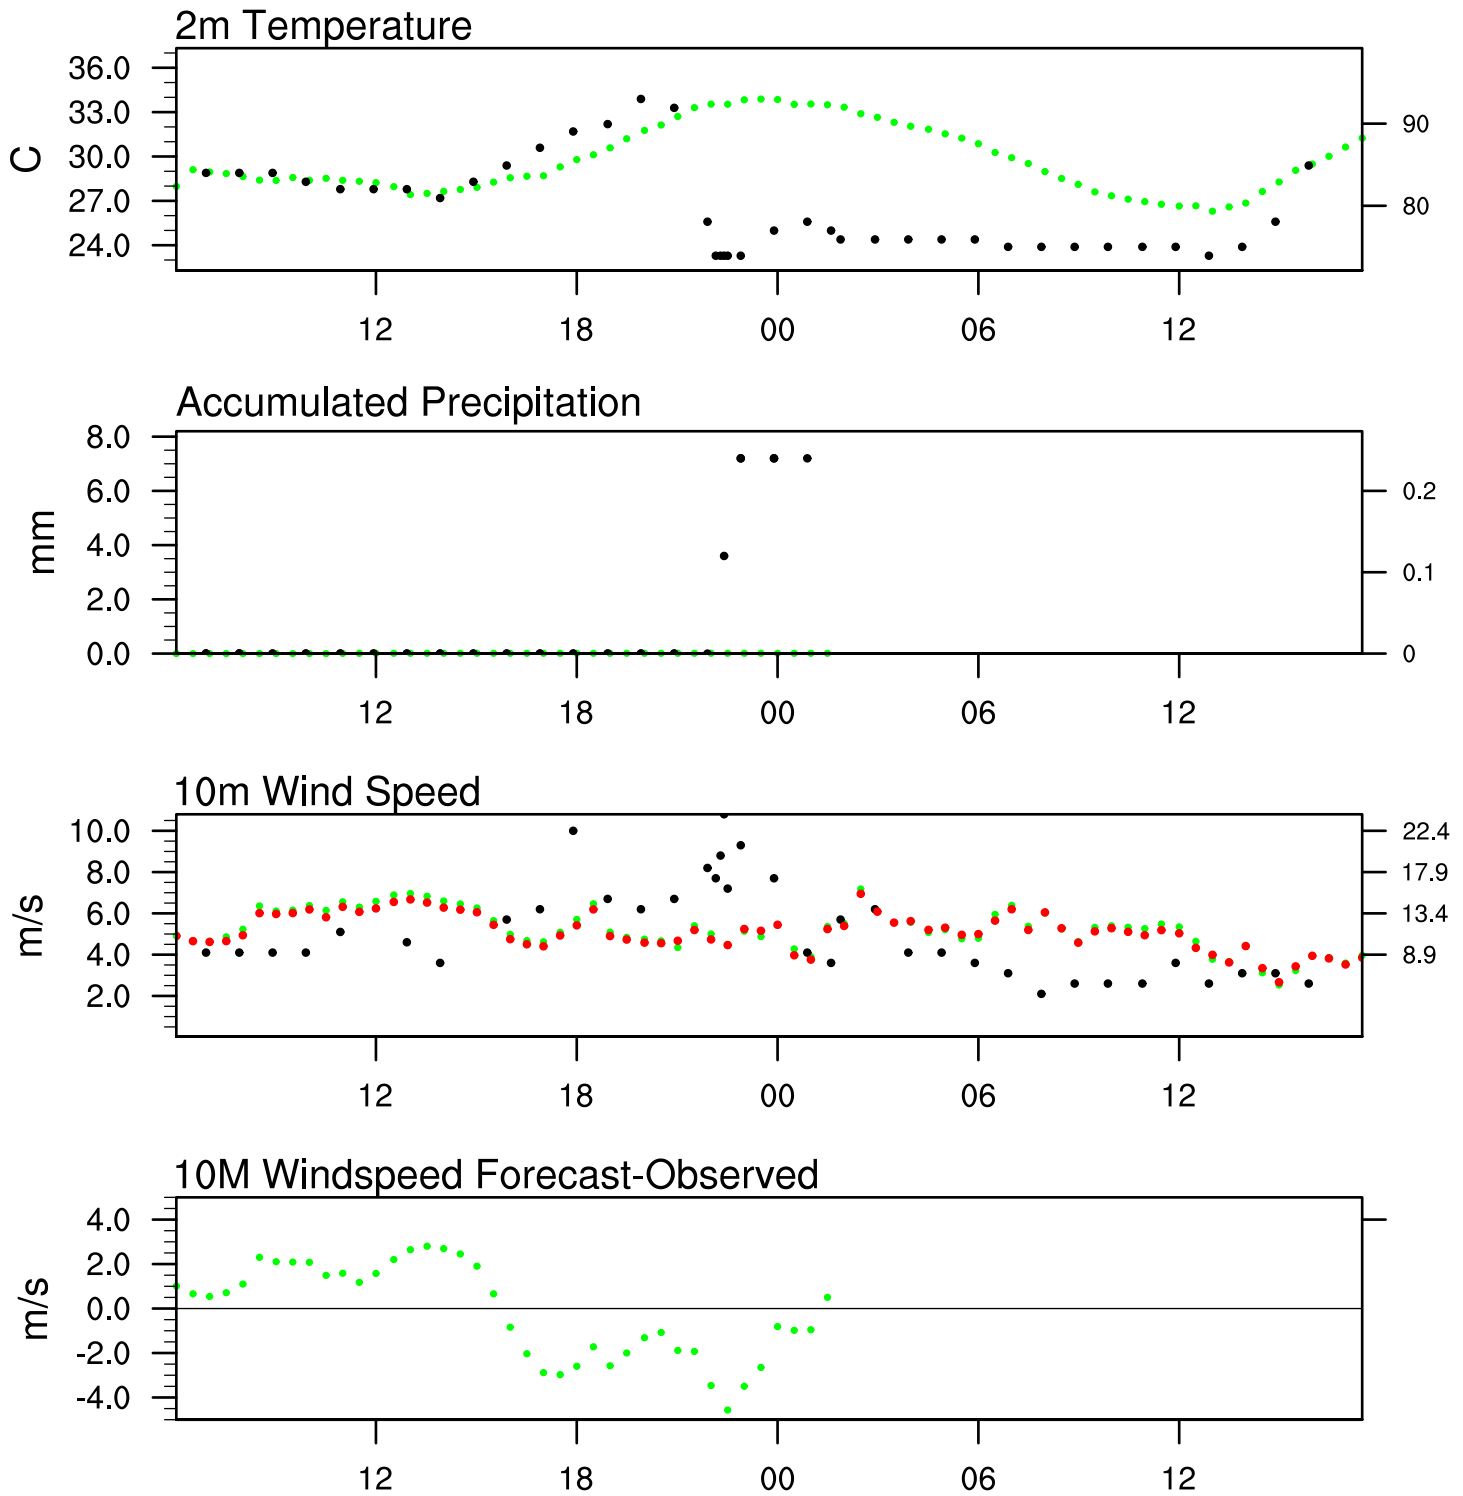 2m Temperature
36.0
33.0
30.0
27.0
24.0
C
90
80
12 18 00 06 12
Accumulated Precipitation
8.0
6.0
4.0
2.0
0.0
mm
0.2
0.1
0
12 18 00 06 12
10m Wind Speed
10.0
8.0
6.0
4.0
2.0
m/s
22.4
17.9
13.4
8.9
12 18 00 06 12
10M Windspeed Forecast-Observed
4.0
2.0
0.0
-2.0
-4.0
m/s
12 18 00 06 12